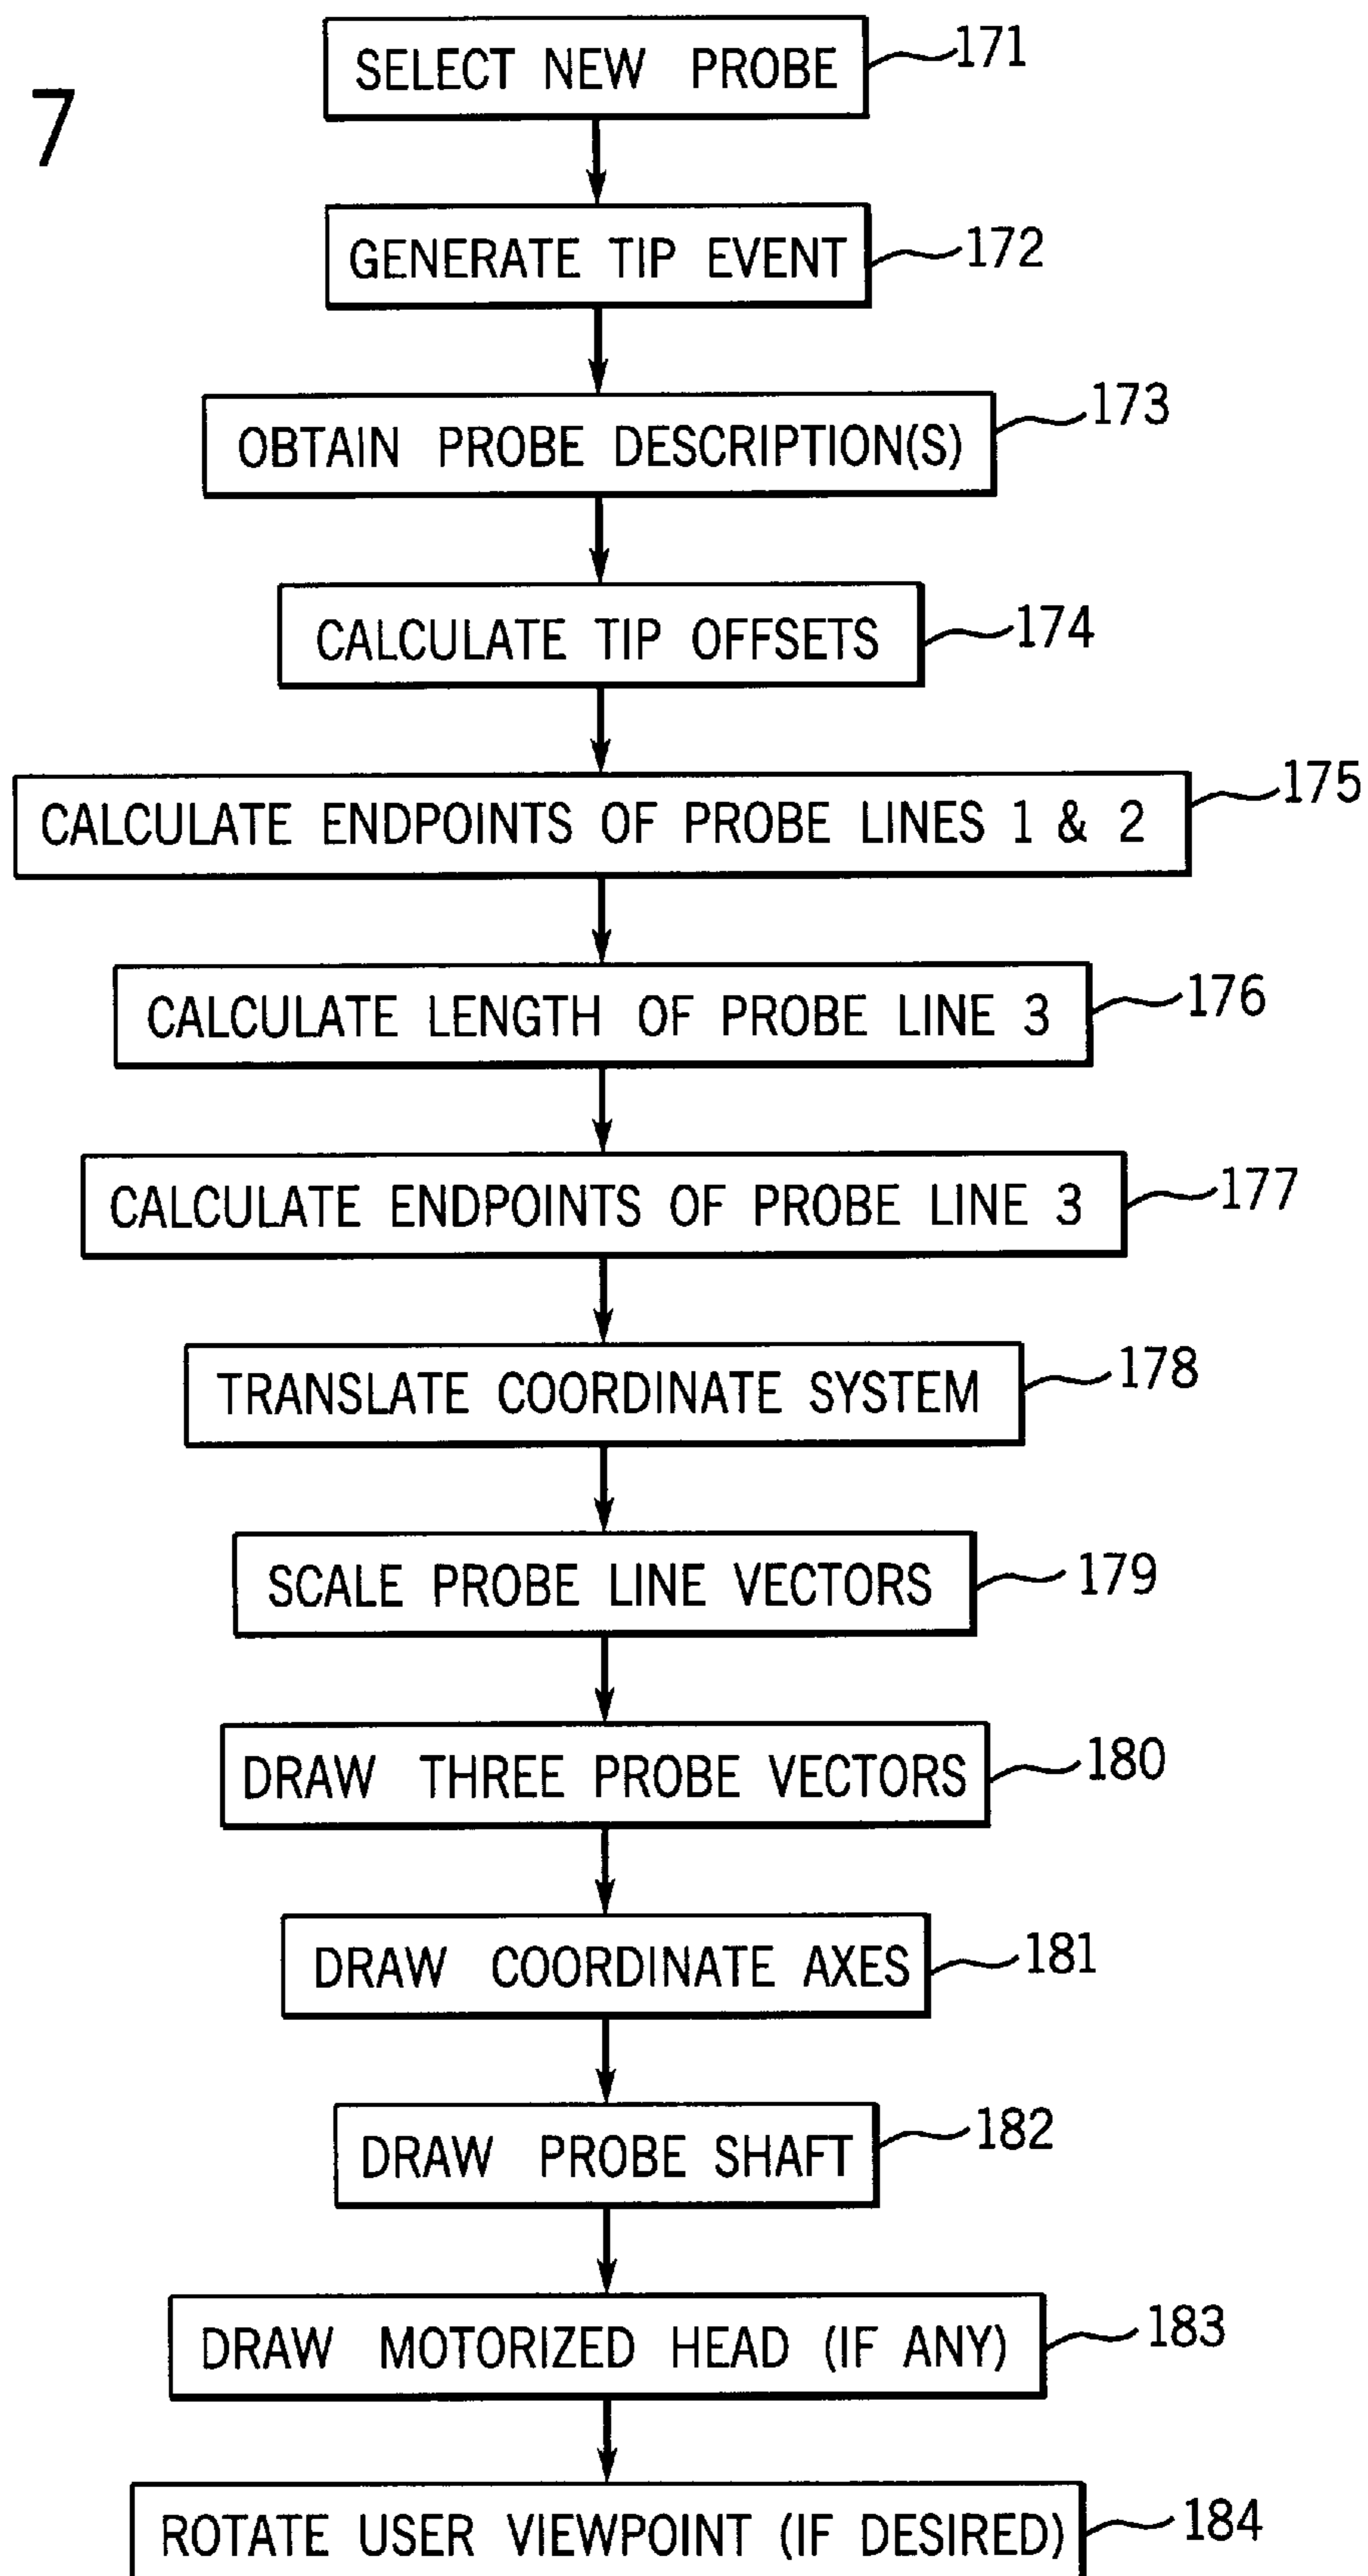 7
SELECT NEW PROBE 171
GENERATE TIP EVENT 172
OBTAIN PROBE DESCRIPTION(S) 173
CALCULATE TIP OFFSETS 174
CALCULATE ENDPOINTS OF PROBE LINES 1 & 2 175
CALCULATE LENGTH OF PROBE LINE 3 176
CALCULATE ENDPOINTS OF PROBE LINE 3 177
TRANSLATE COORDINATE SYSTEM 178
SCALE PROBE LINE VECTORS 179
DRAW THREE PROBE VECTORS 180
DRAW COORDINATE AXES 181
DRAW PROBE SHAFT 182
DRAW MOTORIZED HEAD (IF ANY) 183
ROTATE USER VIEWPOINT (IF DESIRED) 184